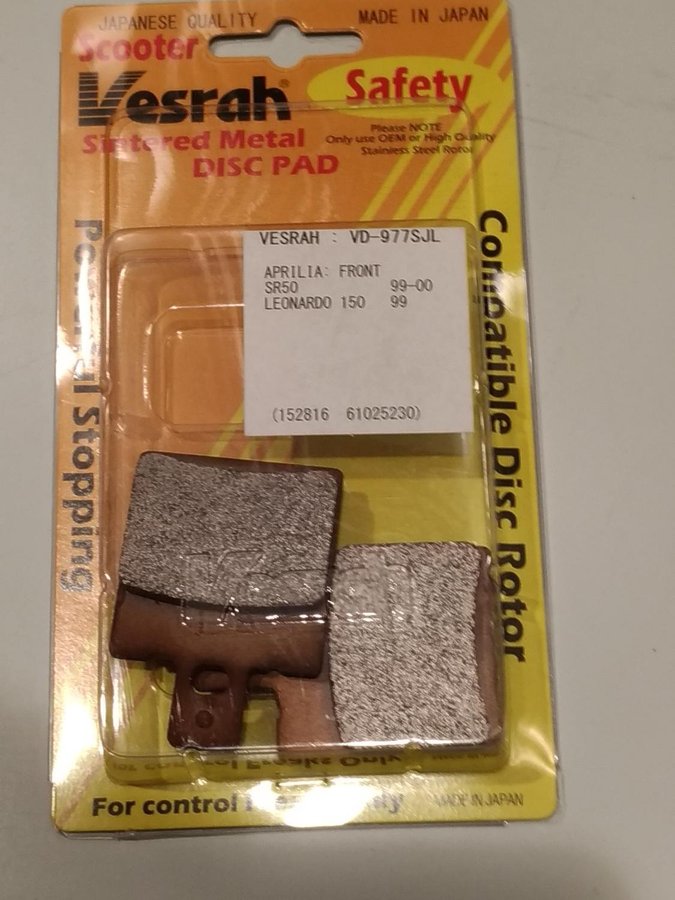 JAPANESE QUALITY
MADE IN JAPAN
Scooter
Vesrah®
Safety
Sintered Metal
DISC PAD
Please NOTE
Only use OEM or High Quality
Stainless Steel Rotor
VESRAH : VD-977SJL
APRILIA: FRONT
SR50 99-00
LEONARDO 150 99
(152816 61025230)
Stopping
Compatible Disc Rotor
For control
MADE IN JAPAN